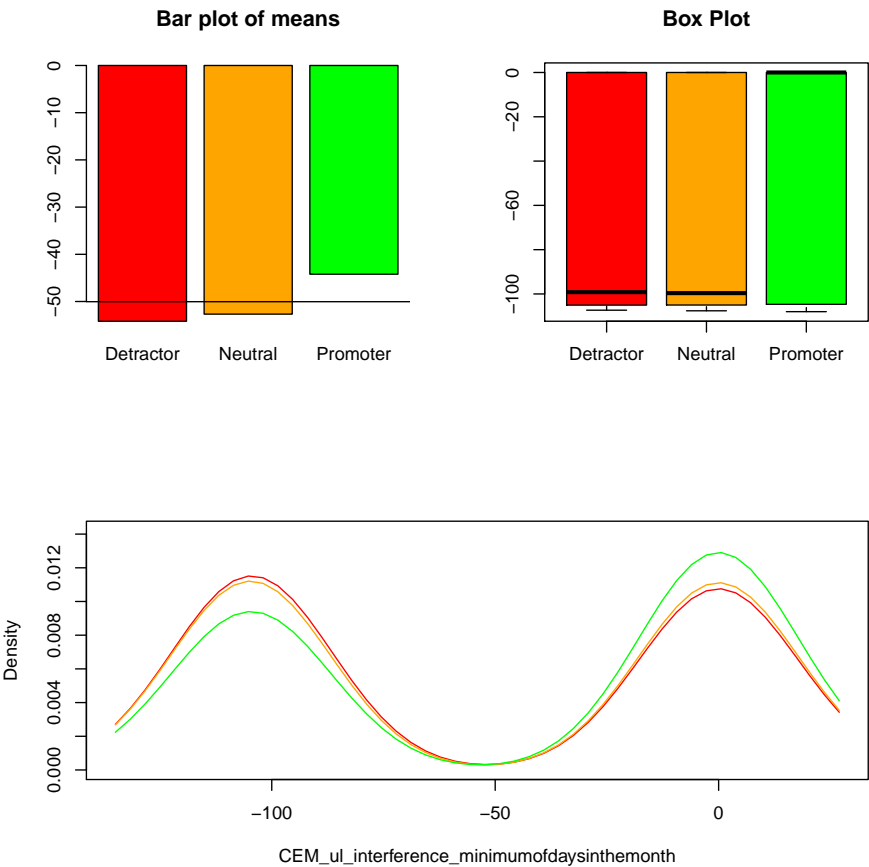 Bar plot of means
0
−10
−20
−30
−40
−50
Detractor Neutral Promoter
Box Plot
0
−20
−60
−100
Detractor Neutral Promoter
Density
0.012
0.008
0.004
0.000
−100 −50 0
CEM_ul_interference_minimumofdaysinthemonth